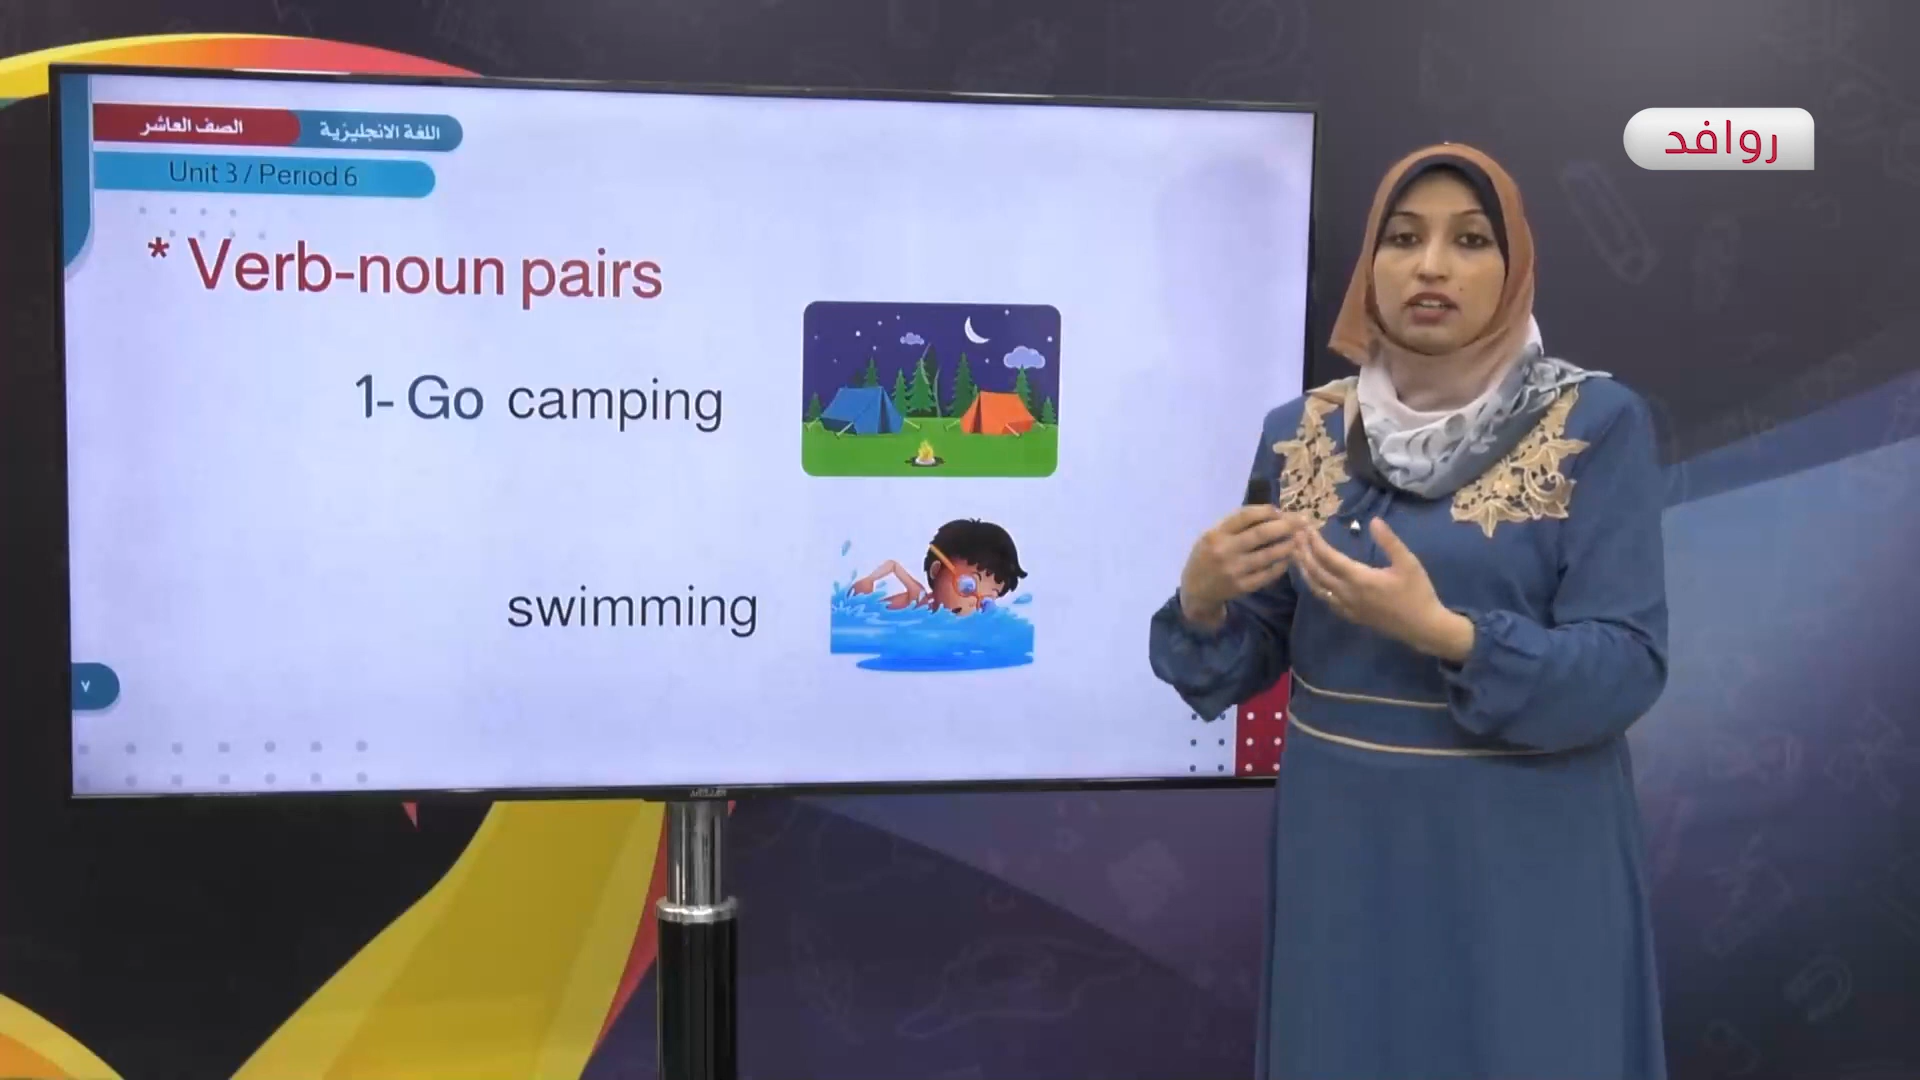 روافد
اللغة الانجليزية
الصف العاشر
Unit 3 / Period 6
* Verb-noun pairs
1- Go camping
swimming
٧